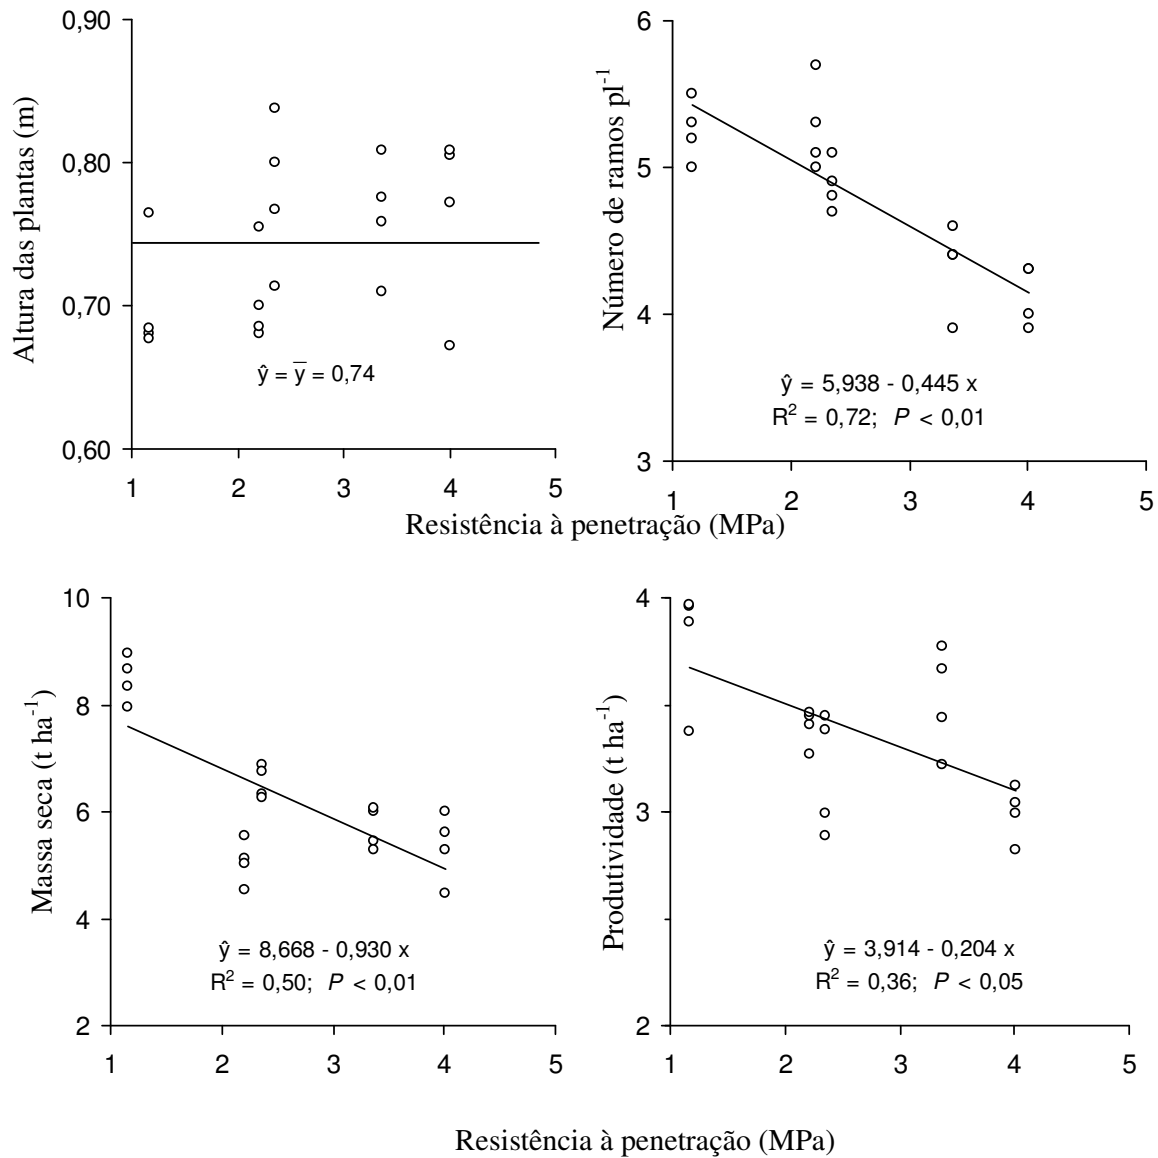 0,90
0,80
0,70
0,60
Altura das plantas (m)
ŷ = y̅ = 0,74
1 2 3 4 5
6
5
4
3
Número de ramos pl⁻¹
ŷ = 5,938 - 0,445 x
R² = 0,72; P < 0,01
1 2 3 4 5
Resistência à penetração (MPa)
10
8
6
4
2
Massa seca (t ha⁻¹)
ŷ = 8,668 - 0,930 x
R² = 0,50; P < 0,01
1 2 3 4 5
4
3
2
Produtividade (t ha⁻¹)
ŷ = 3,914 - 0,204 x
R² = 0,36; P < 0,05
1 2 3 4 5
Resistência à penetração (MPa)